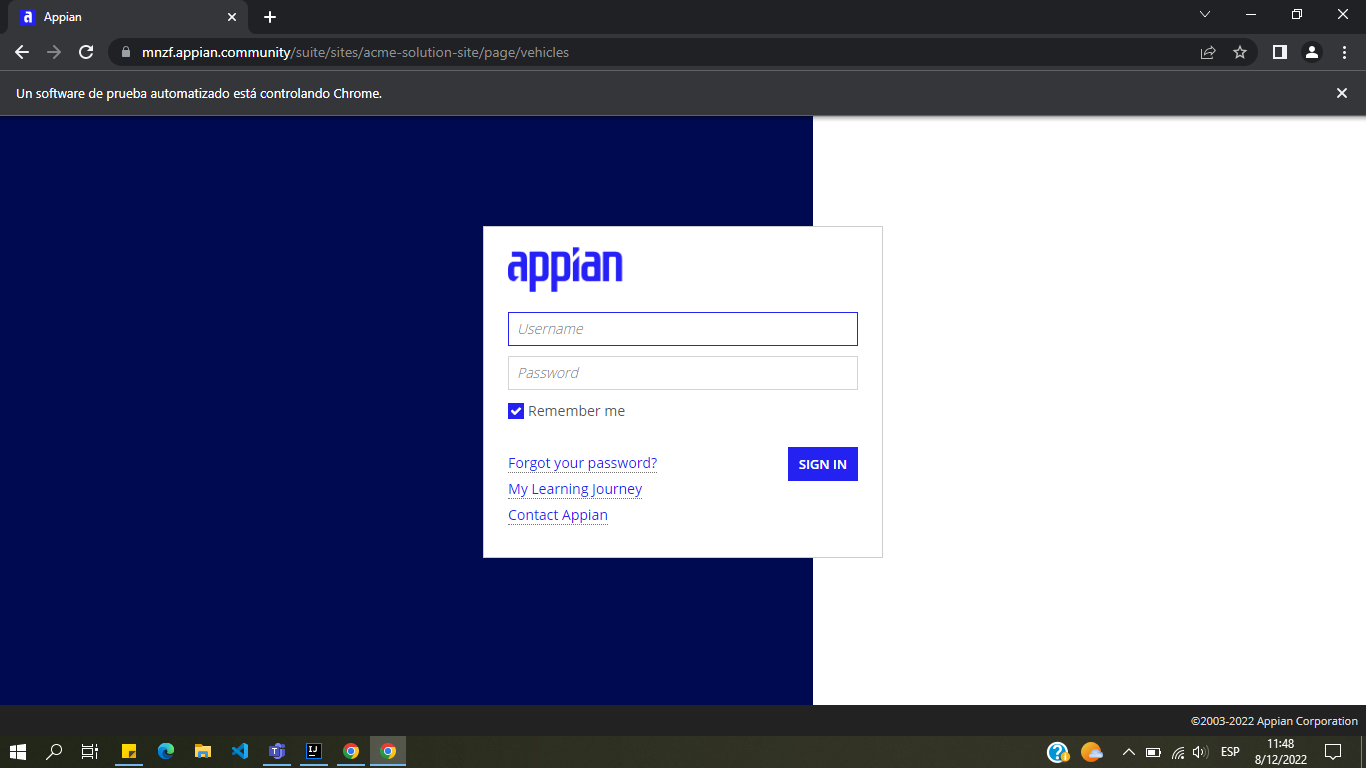 Appian
mnzf.appian.community/suite/sites/acme-solution-site/page/vehicles
Un software de prueba automatizado está controlando Chrome.
appian
Username
Password
Remember me
Forgot your password?
SIGN IN
My Learning Journey
Contact Appian
©2003-2022 Appian Corporation
ESP
11:48
8/12/2022